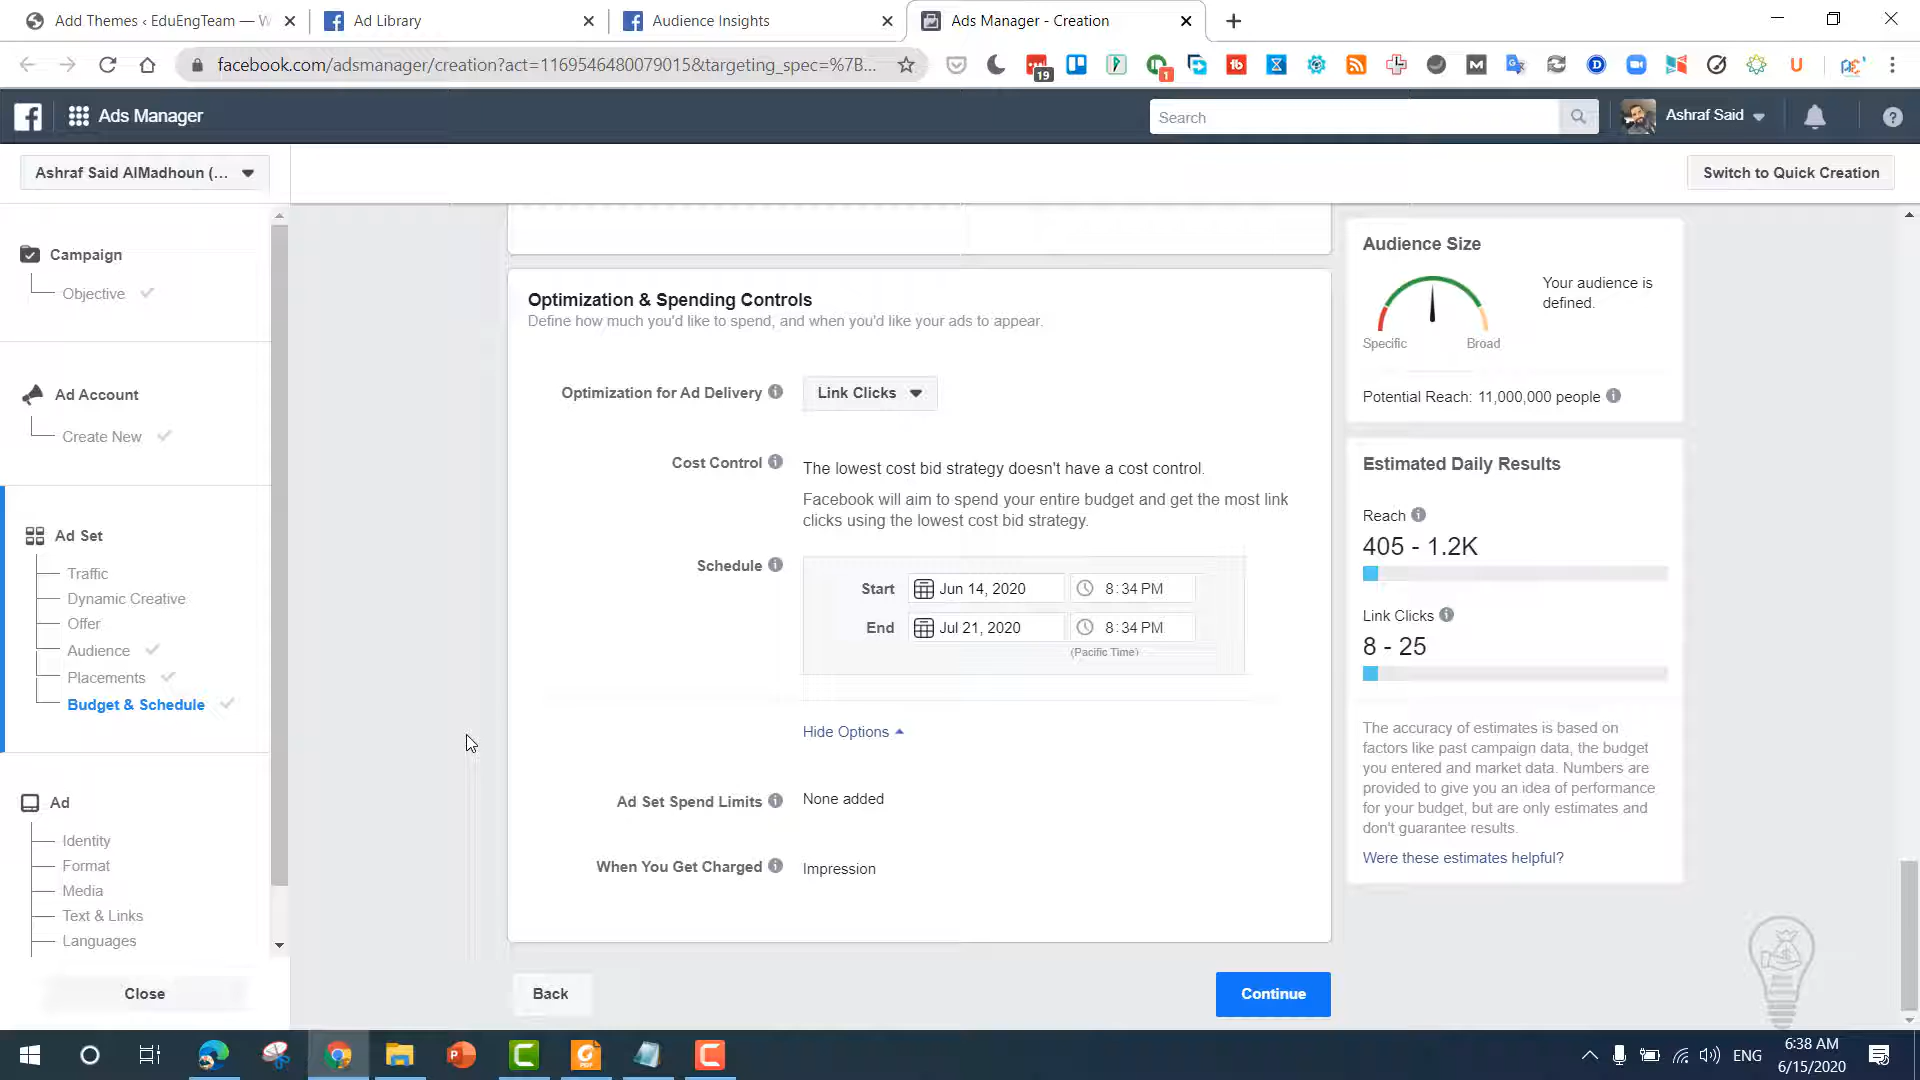 Add Themes ‹ EduEngTeam — W
Ad Library
Audience Insights
Ads Manager - Creation
facebook.com/adsmanager/creation?act=1169546480079015&targeting_spec=%7B...
19
1
Ads Manager
Search
Ashraf Said
Ashraf Said AlMadhoun (...
Switch to Quick Creation
Campaign
Objective
Ad Account
Create New
Ad Set
Traffic
Dynamic Creative
Offer
Audience
Placements
Budget & Schedule
Ad
Identity
Format
Media
Text & Links
Languages
Close
Optimization & Spending Controls
Define how much you'd like to spend, and when you'd like your ads to appear.
Optimization for Ad Delivery
Link Clicks
Cost Control
The lowest cost bid strategy doesn't have a cost control.
Facebook will aim to spend your entire budget and get the most link
clicks using the lowest cost bid strategy.
Schedule
Start
Jun 14, 2020
8:34 PM
End
Jul 21, 2020
8:34 PM
(Pacific Time)
Hide Options
Ad Set Spend Limits
None added
When You Get Charged
Impression
Back
Continue
Audience Size
Your audience is
defined.
Specific
Broad
Potential Reach: 11,000,000 people
Estimated Daily Results
Reach
405 - 1.2K
Link Clicks
8 - 25
The accuracy of estimates is based on
factors like past campaign data, the budget
you entered and market data. Numbers are
provided to give you an idea of performance
for your budget, but are only estimates and
don't guarantee results.
Were these estimates helpful?
ENG
6:38 AM
6/15/2020